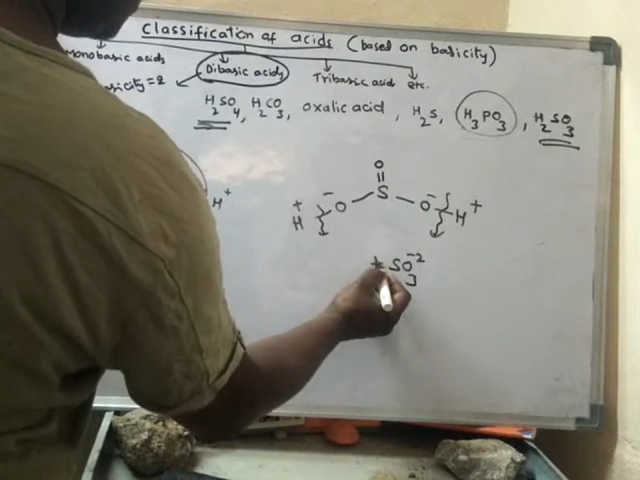 Classification of acids (based on basicity)
Monobasic acids Dibasic acids Tribasic acid etc.
basicity = 2
H2SO4, H2CO3, oxalic acid, H2S, H3PO3, H2SO3
O
H+ S
+ H - O O - H +
SO3-2